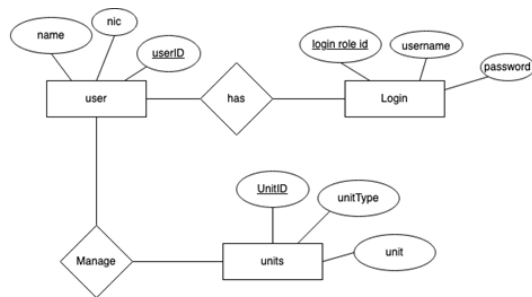 nic
name
userID
login role id
username
password
user
has
Login
UnitID
unitType
unit
Manage
units